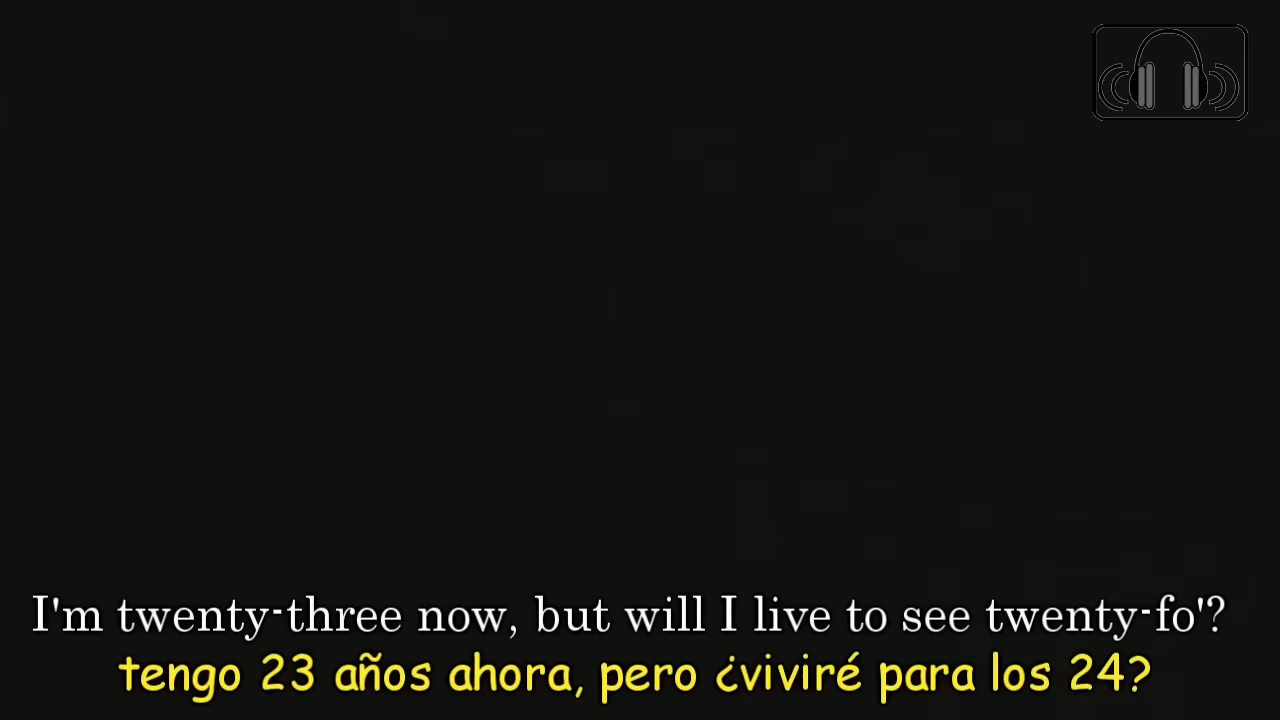 I'm twenty-three now, but will I live to see twenty-fo'?
tengo 23 años ahora, pero ¿viviré para los 24?